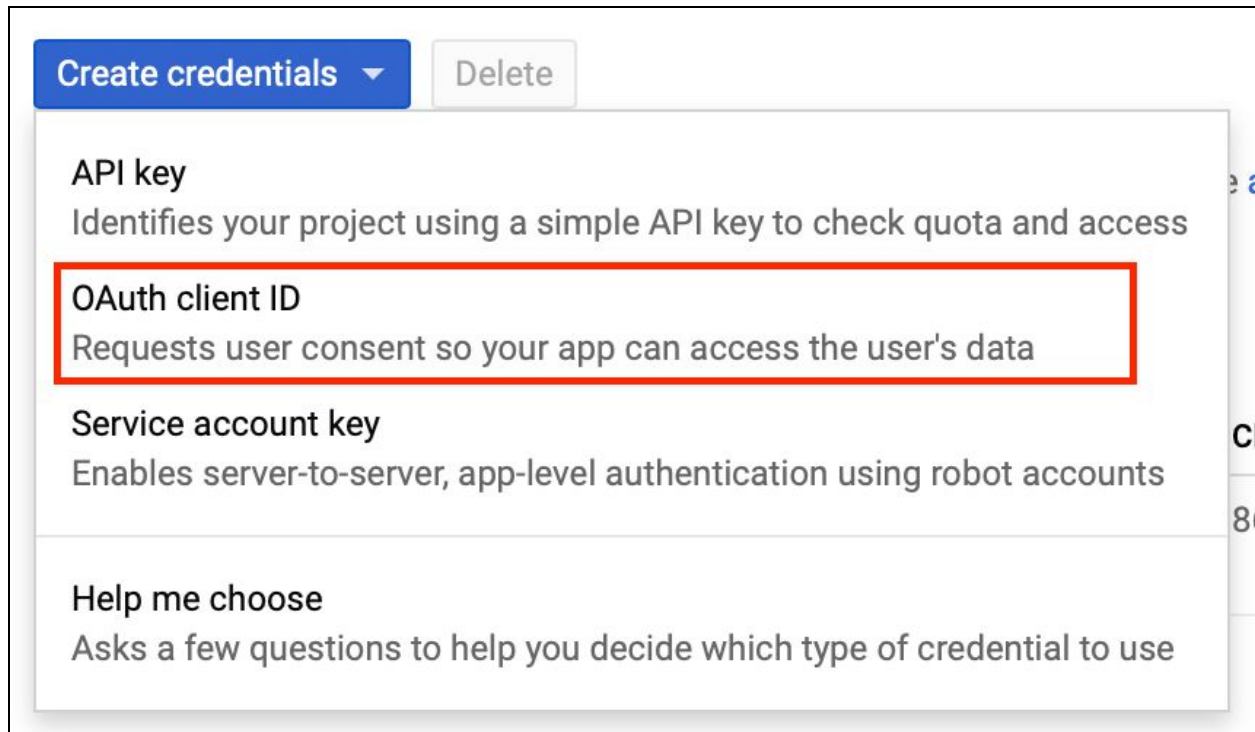 Create credentials
Delete
API key
Identifies your project using a simple API key to check quota and access
OAuth client ID
Requests user consent so your app can access the user's data
Service account key
Enables server-to-server, app-level authentication using robot accounts
Help me choose
Asks a few questions to help you decide which type of credential to use